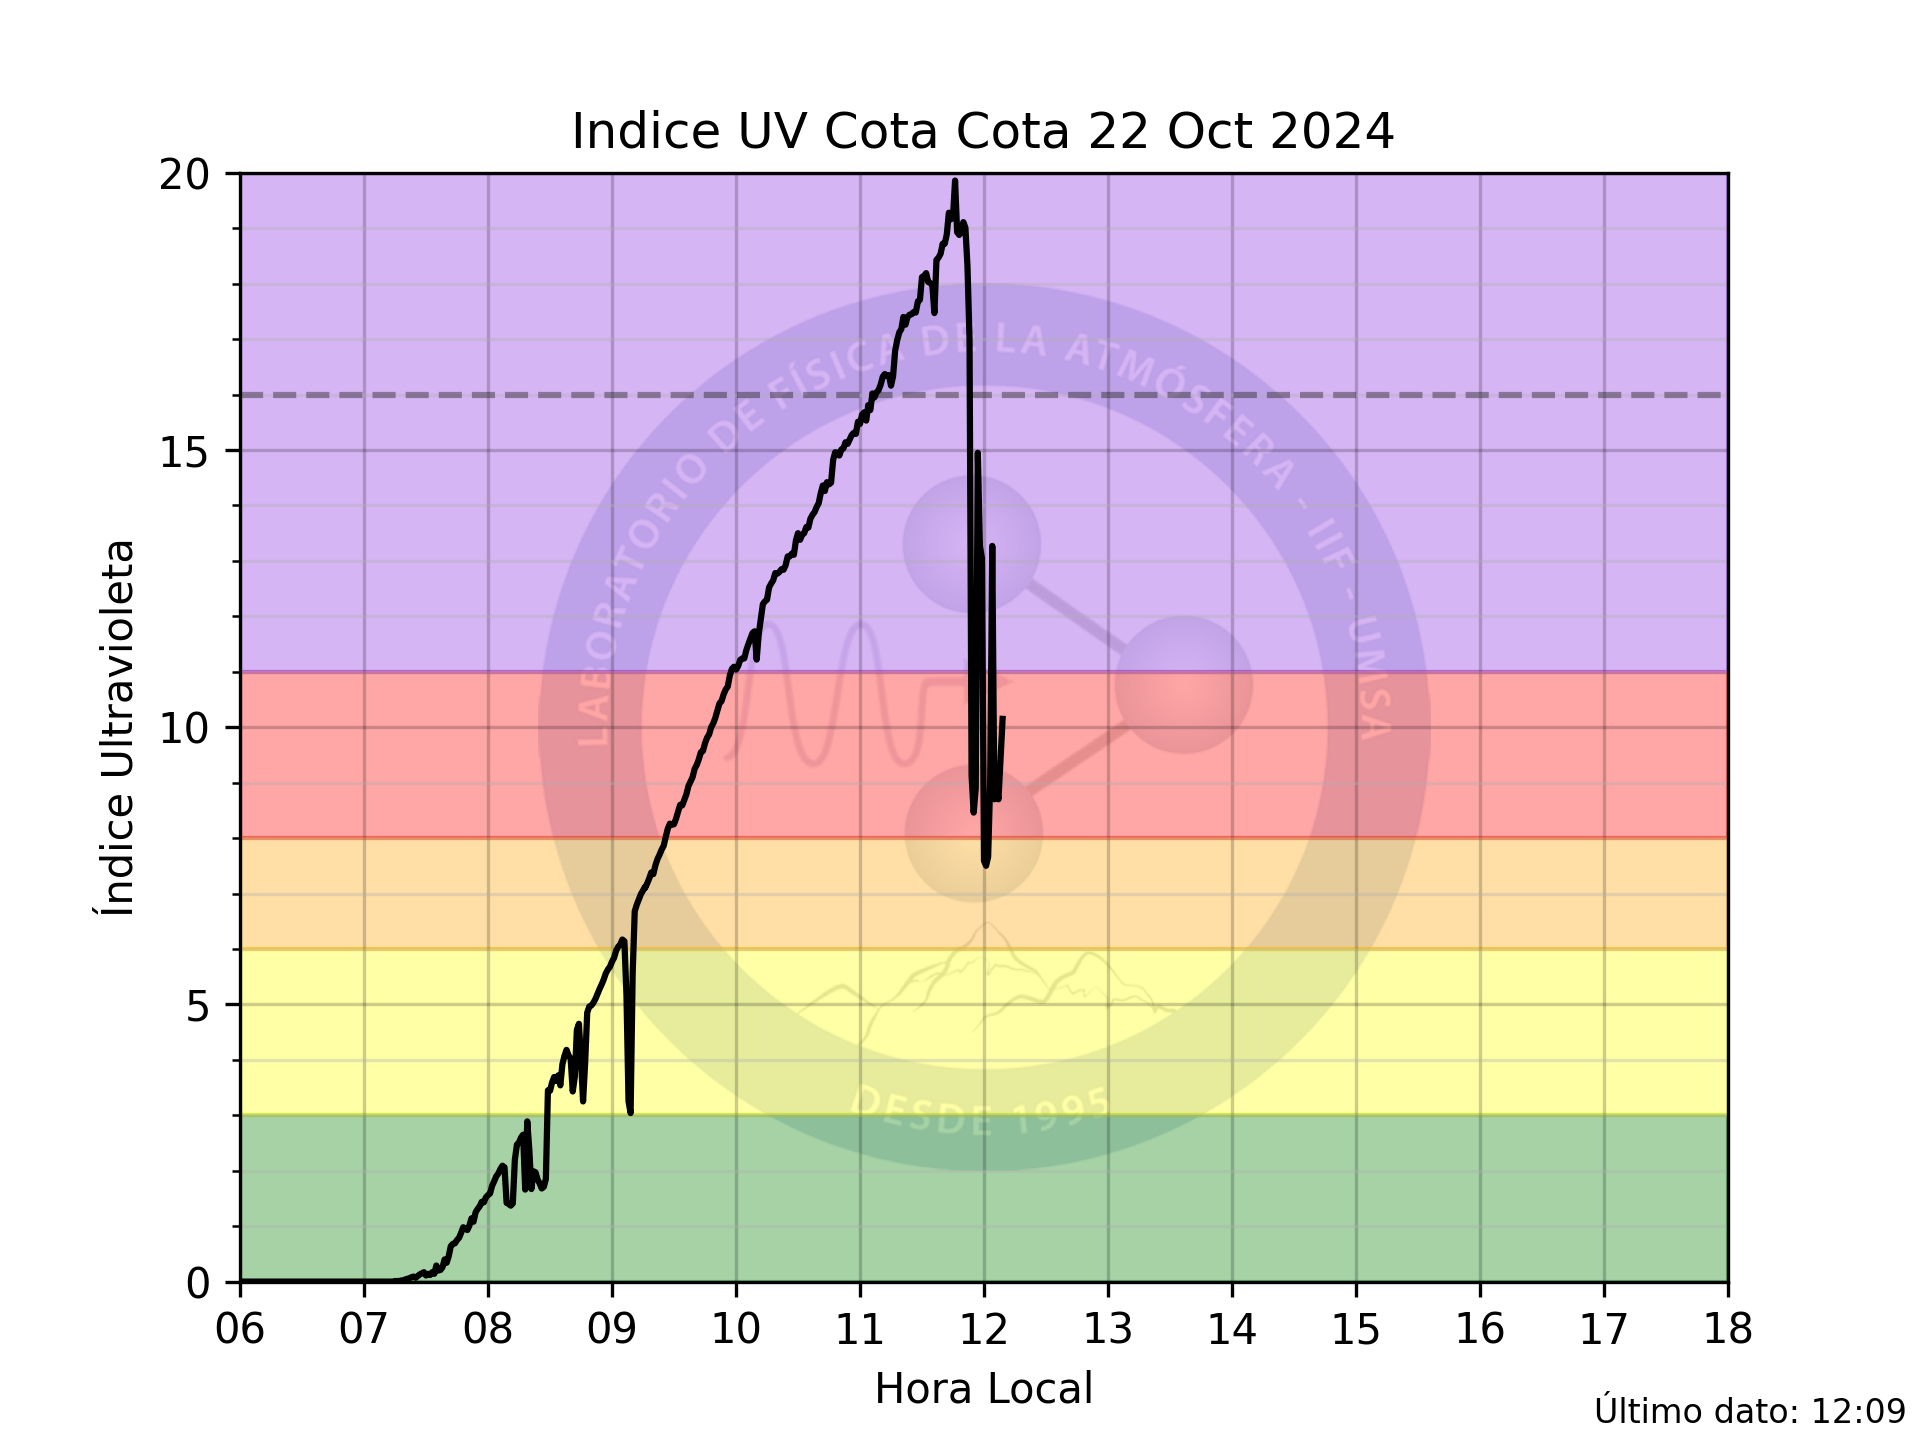 Indice UV Cota Cota 22 Oct 2024
20
15
10
5
0
Índice Ultravioleta
LABORATORIO DE FÍSICA DE LA ATMÓSFERA - IIF - UMSA
DESDE 1995
06 07 08 09 10 11 12 13 14 15 16 17 18
Hora Local
Último dato: 12:09